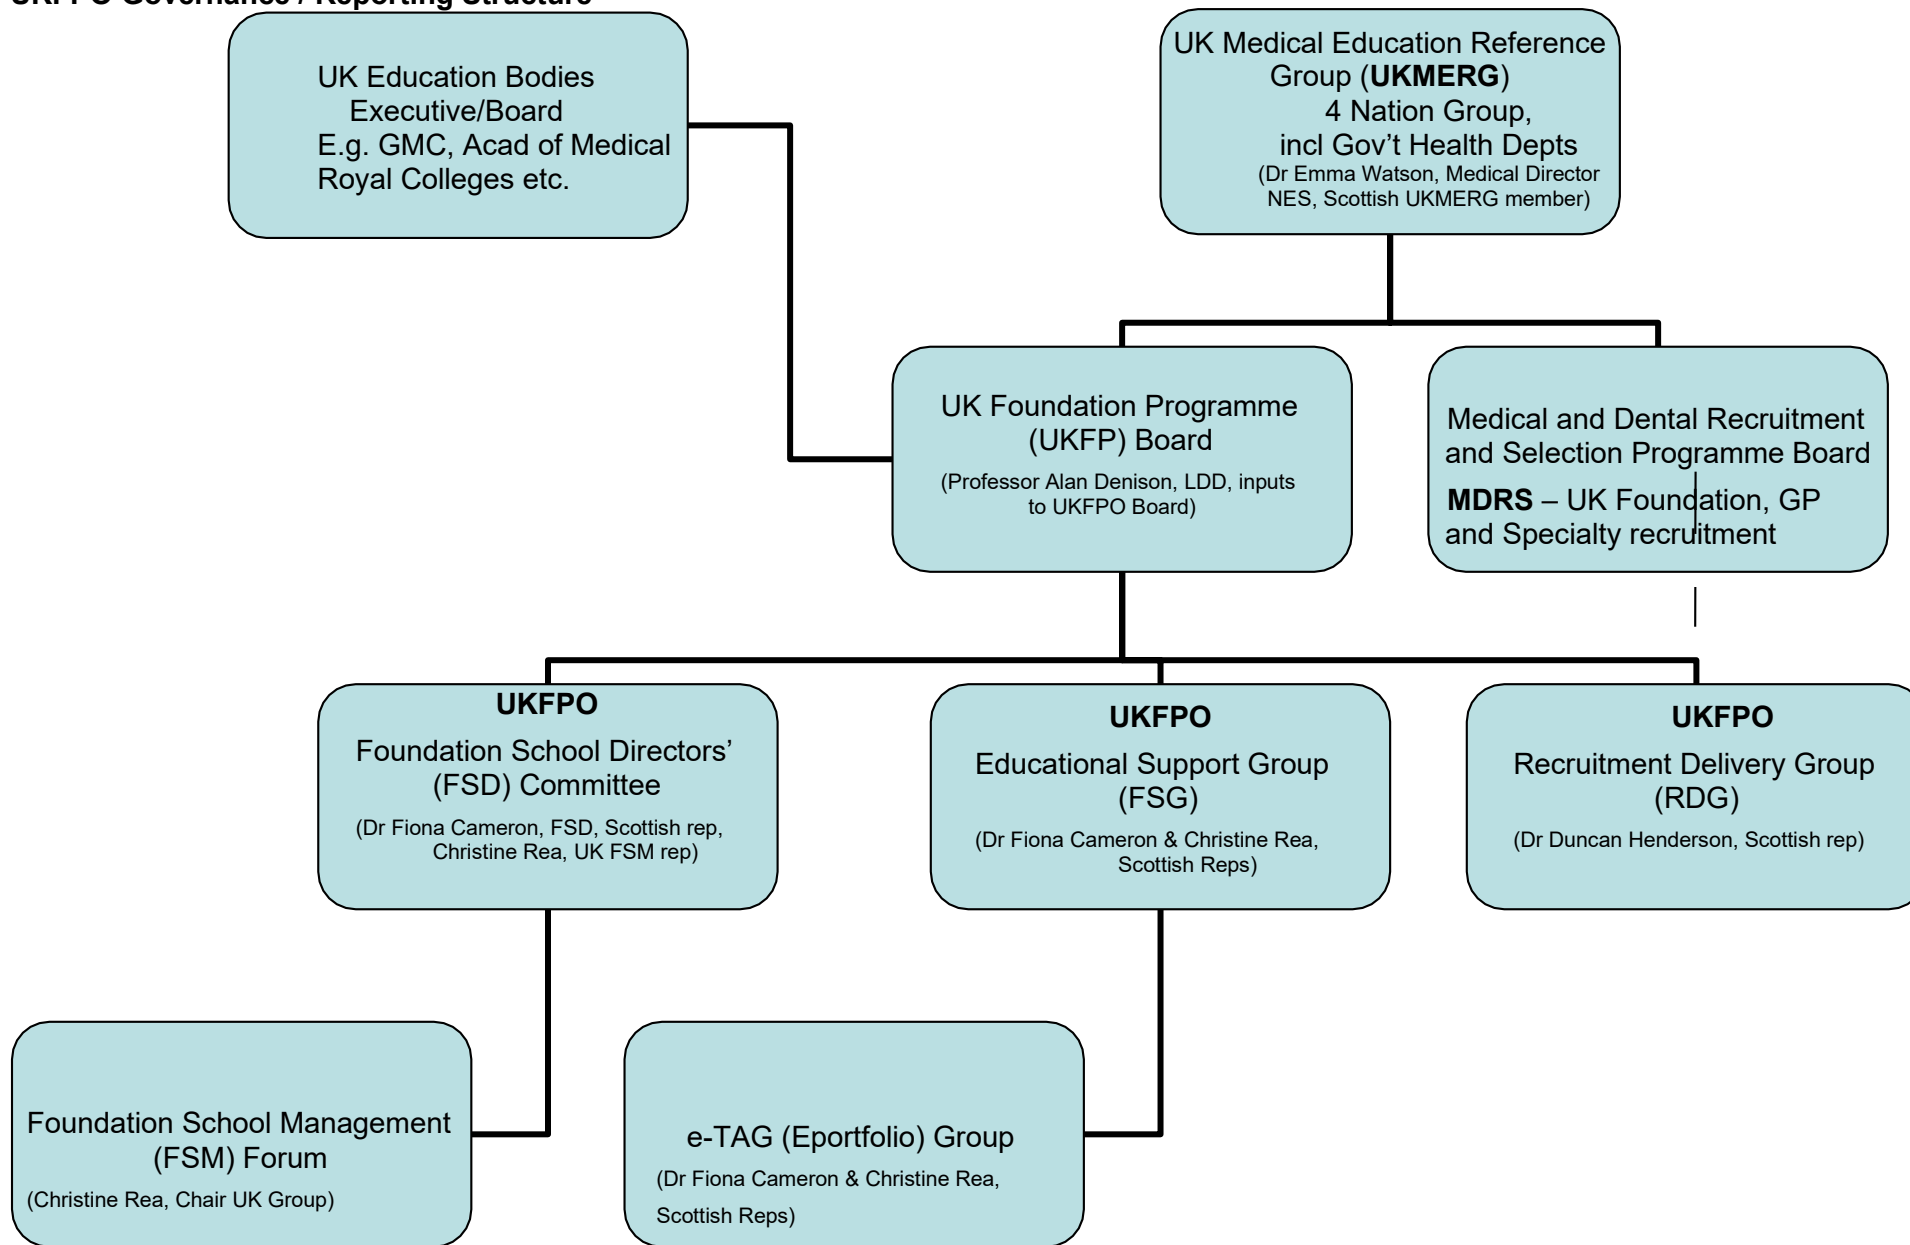 UKFPO Governance / Reporting Structure
UK Education Bodies
Executive/Board
E.g. GMC, Acad of Medical
Royal Colleges etc.
UK Medical Education Reference
Group (UKMERG)
4 Nation Group,
incl Gov’t Health Depts
(Dr Emma Watson, Medical Director
NES, Scottish UKMERG member)
UK Foundation Programme
(UKFP) Board
(Professor Alan Denison, LDD, inputs
to UKFPO Board)
Medical and Dental Recruitment
and Selection Programme Board
MDRS – UK Foundation, GP
and Specialty recruitment
UKFPO
Foundation School Directors’
(FSD) Committee
(Dr Fiona Cameron, FSD, Scottish rep,
Christine Rea, UK FSM rep)
UKFPO
Educational Support Group
(FSG)
(Dr Fiona Cameron & Christine Rea,
Scottish Reps)
UKFPO
Recruitment Delivery Group
(RDG)
(Dr Duncan Henderson, Scottish rep)
Foundation School Management
(FSM) Forum
(Christine Rea, Chair UK Group)
e-TAG (Eportfolio) Group
(Dr Fiona Cameron & Christine Rea,
Scottish Reps)